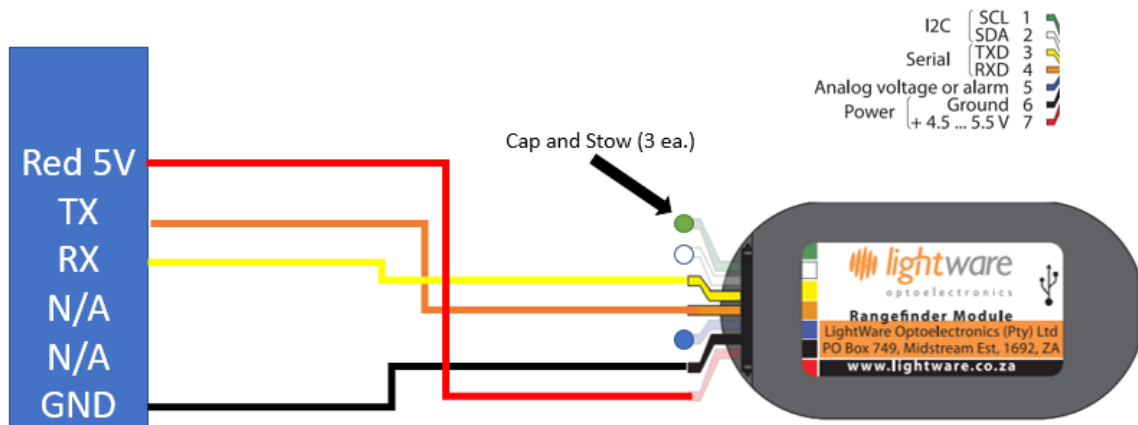 I2C
SCL 1
SDA 2
Serial
TXD 3
RXD 4
Analog voltage or alarm 5
Power
Ground 6
+ 4.5 ... 5.5 V 7
Cap and Stow (3 ea.)
Red 5V
TX
RX
N/A
N/A
GND
lightware
optoelectronics
Rangefinder Module
LightWare Optoelectronics (Pty) Ltd
PO Box 749, Midstream Est, 1692, ZA
www.lightware.co.za